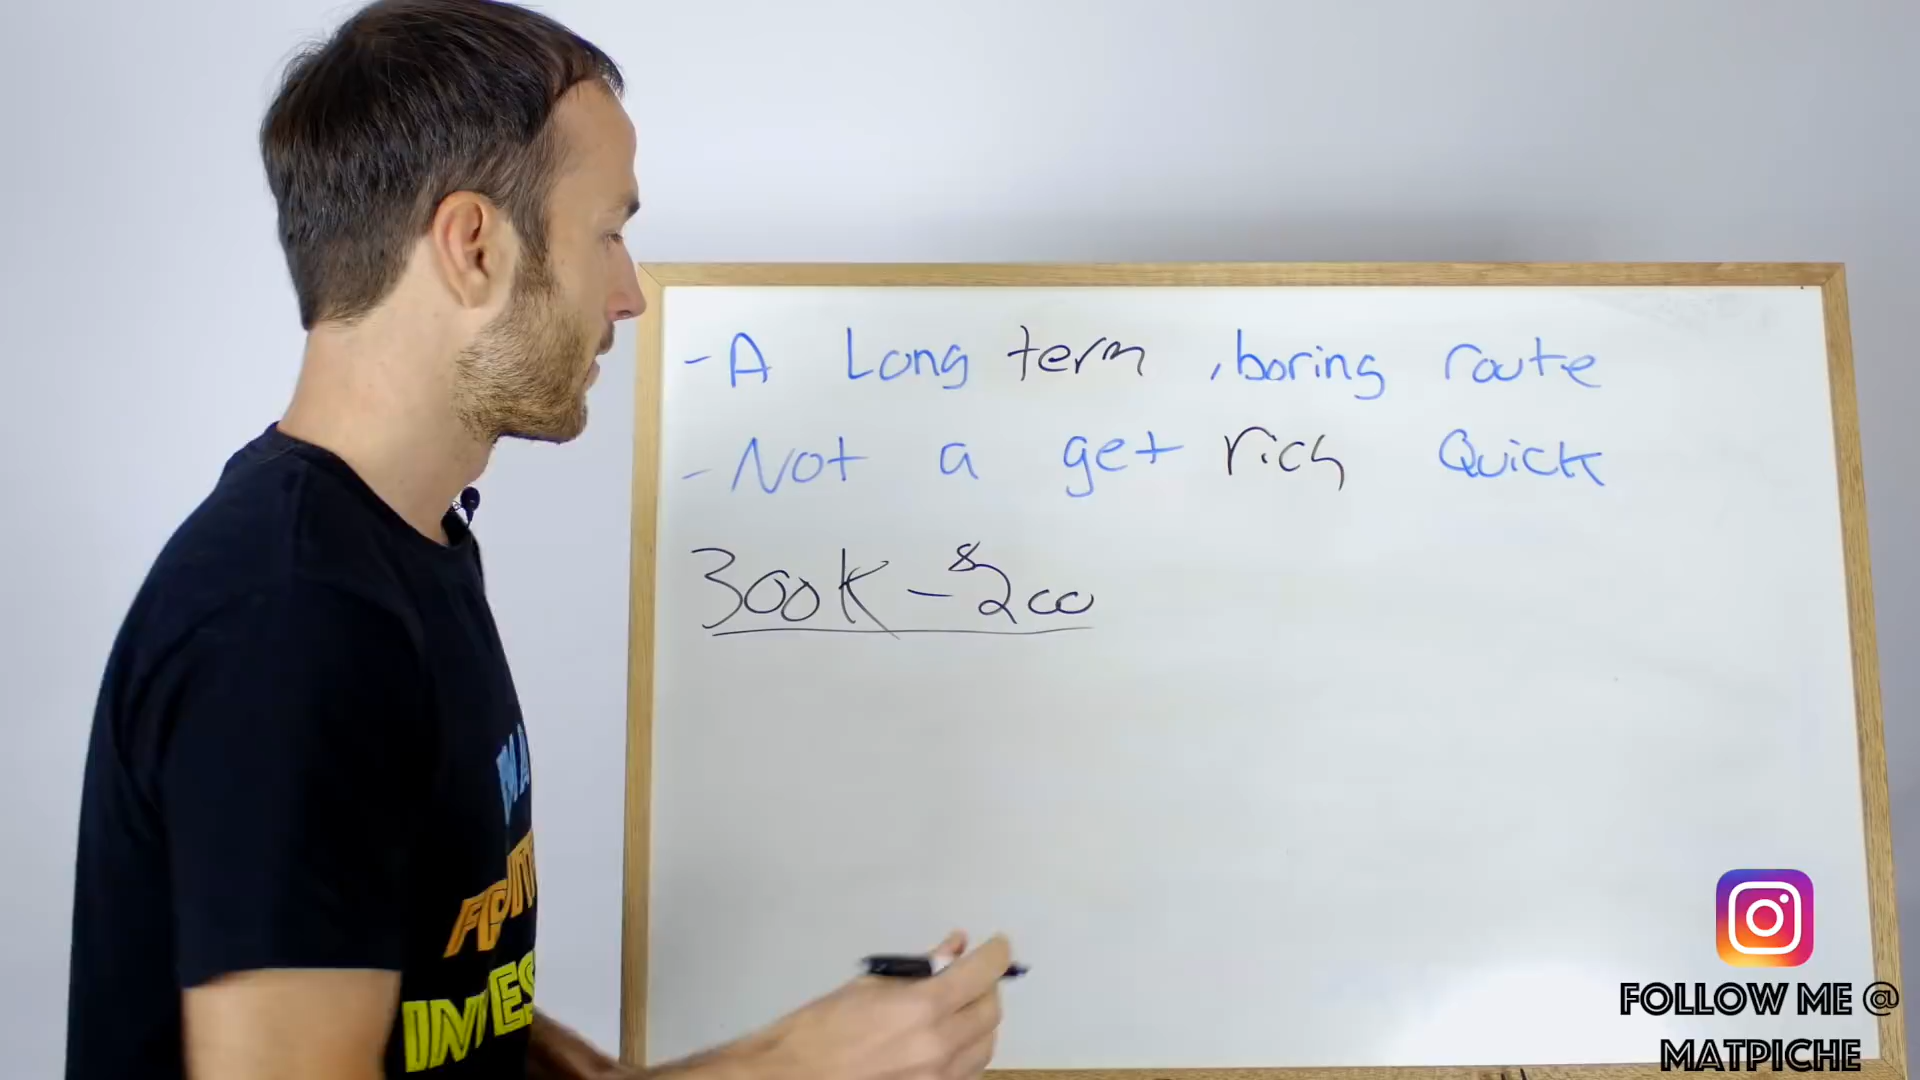 - A Long term, boring route
- Not a get rich Quick
300K - $200
FOLLOW ME @
MATPICHE